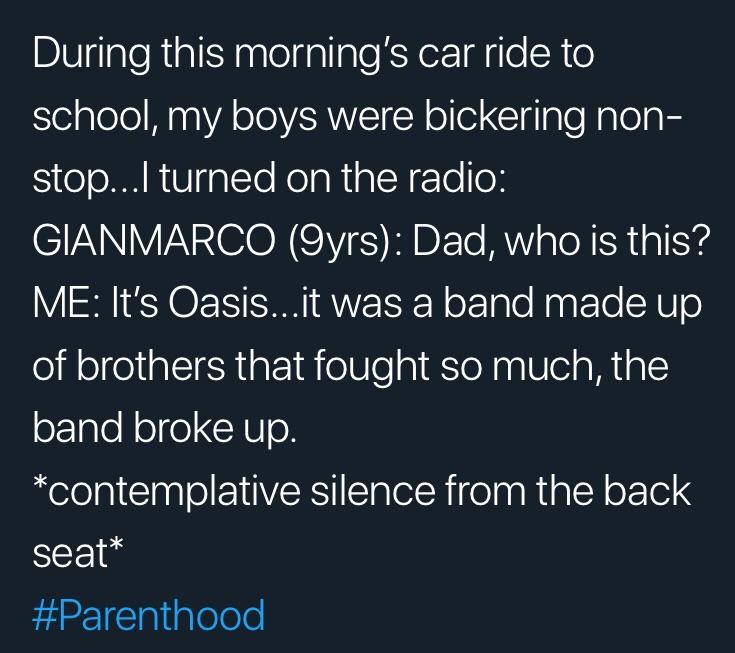 During this morning’s car ride to
school, my boys were bickering non-
stop...I turned on the radio:
GIANMARCO (9yrs): Dad, who is this?
ME: It’s Oasis...it was a band made up
of brothers that fought so much, the
band broke up.
*contemplative silence from the back
seat*
#Parenthood